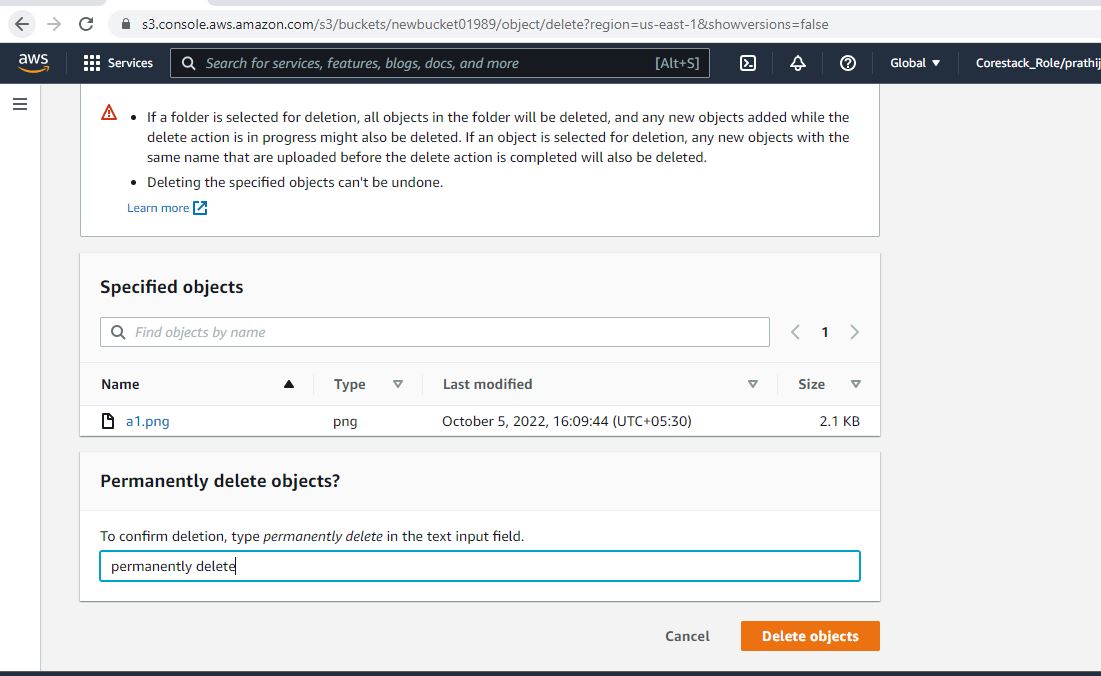 s3.console.aws.amazon.com/s3/buckets/newbucket01989/object/delete?region=us-east-1&showversions=false
aws Services Search for services, features, blogs, docs, and more [Alt+S] Global Corestack_Role/prathij
If a folder is selected for deletion, all objects in the folder will be deleted, and any new objects added while the
delete action is in progress might also be deleted. If an object is selected for deletion, any new objects with the
same name that are uploaded before the delete action is completed will also be deleted.
Deleting the specified objects can't be undone.
Learn more
Specified objects
Find objects by name 1
Name Type Last modified Size
a1.png png October 5, 2022, 16:09:44 (UTC+05:30) 2.1 KB
Permanently delete objects?
To confirm deletion, type permanently delete in the text input field.
permanently delete
Cancel Delete objects